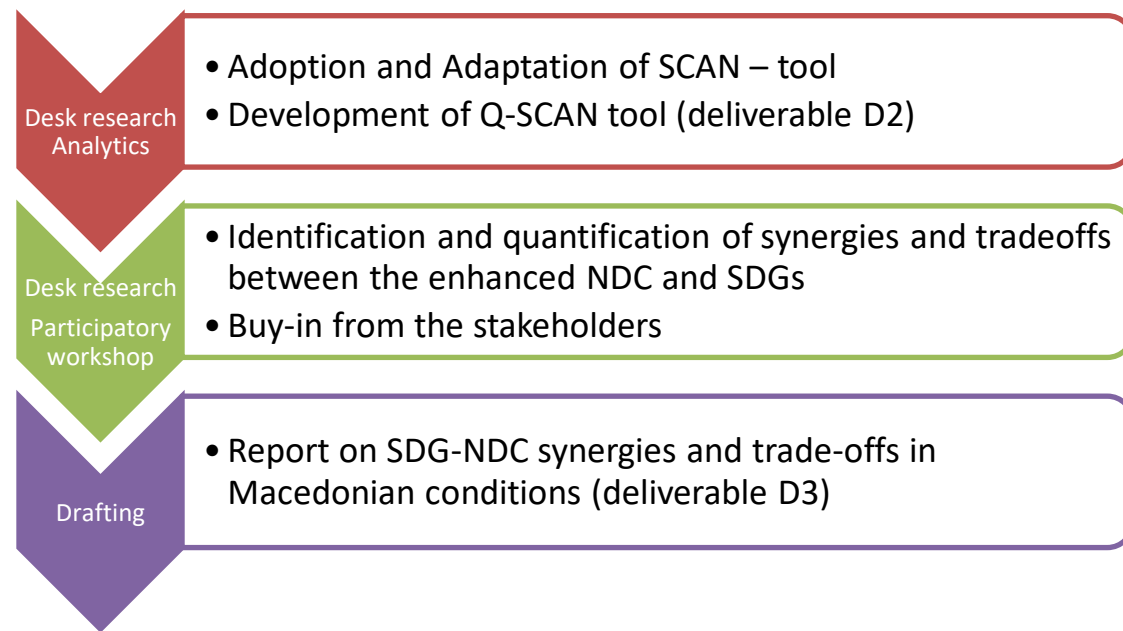 Desk research
Analytics
• Adoption and Adaptation of SCAN – tool
• Development of Q-SCAN tool (deliverable D2)
Desk research
Participatory
workshop
• Identification and quantification of synergies and tradeoffs
between the enhanced NDC and SDGs
• Buy-in from the stakeholders
Drafting
• Report on SDG-NDC synergies and trade-offs in
Macedonian conditions (deliverable D3)